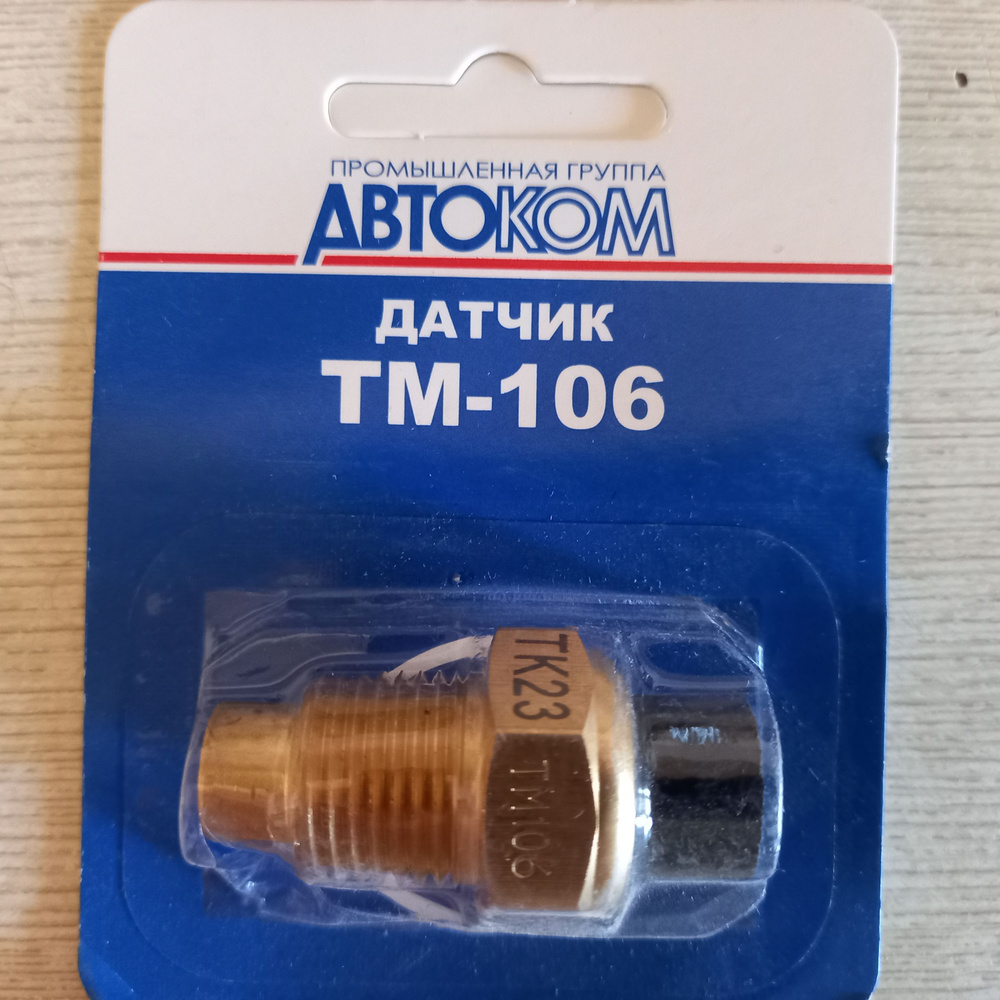 ПРОМЫШЛЕННАЯ ГРУППА
АВТОКОМ
ДАТЧИК
ТМ-106
ТК23
ТМ106